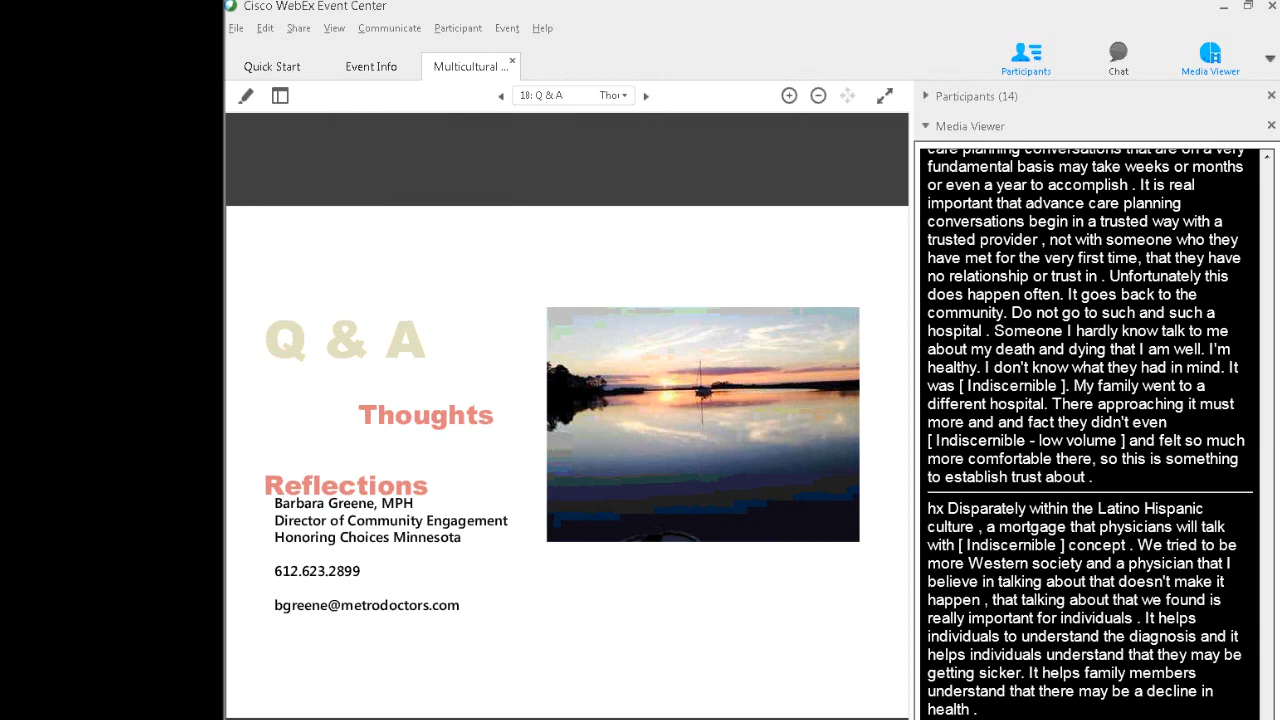 Cisco WebEx Event Center
File Edit Share View Communicate Participant Event Help
Quick Start Event Info Multicultural ...
Participants Chat Media Viewer
18: Q & A Tho
Participants (14)
Media Viewer
Q & A
Thoughts
Reflections
Barbara Greene, MPH
Director of Community Engagement
Honoring Choices Minnesota
612.623.2899
bgreene@metrodoctors.com
care planning conversations that are on a very
fundamental basis may take weeks or months
or even a year to accomplish . It is real
important that advance care planning
conversations begin in a trusted way with a
trusted provider , not with someone who they
have met for the very first time, that they have
no relationship or trust in . Unfortunately this
does happen often. It goes back to the
community. Do not go to such and such a
hospital . Someone I hardly know talk to me
about my death and dying that I am well. I'm
healthy. I don't know what they had in mind. It
was [ Indiscernible ]. My family went to a
different hospital. There approaching it must
more and and fact they didn't even
[ Indiscernible - low volume ] and felt so much
more comfortable there, so this is something
to establish trust about .
hx Disparately within the Latino Hispanic
culture , a mortgage that physicians will talk
with [ Indiscernible ] concept . We tried to be
more Western society and a physician that I
believe in talking about that doesn't make it
happen , that talking about that we found is
really important for individuals . It helps
individuals to understand the diagnosis and it
helps individuals understand that they may be
getting sicker. It helps family members
understand that there may be a decline in
health .